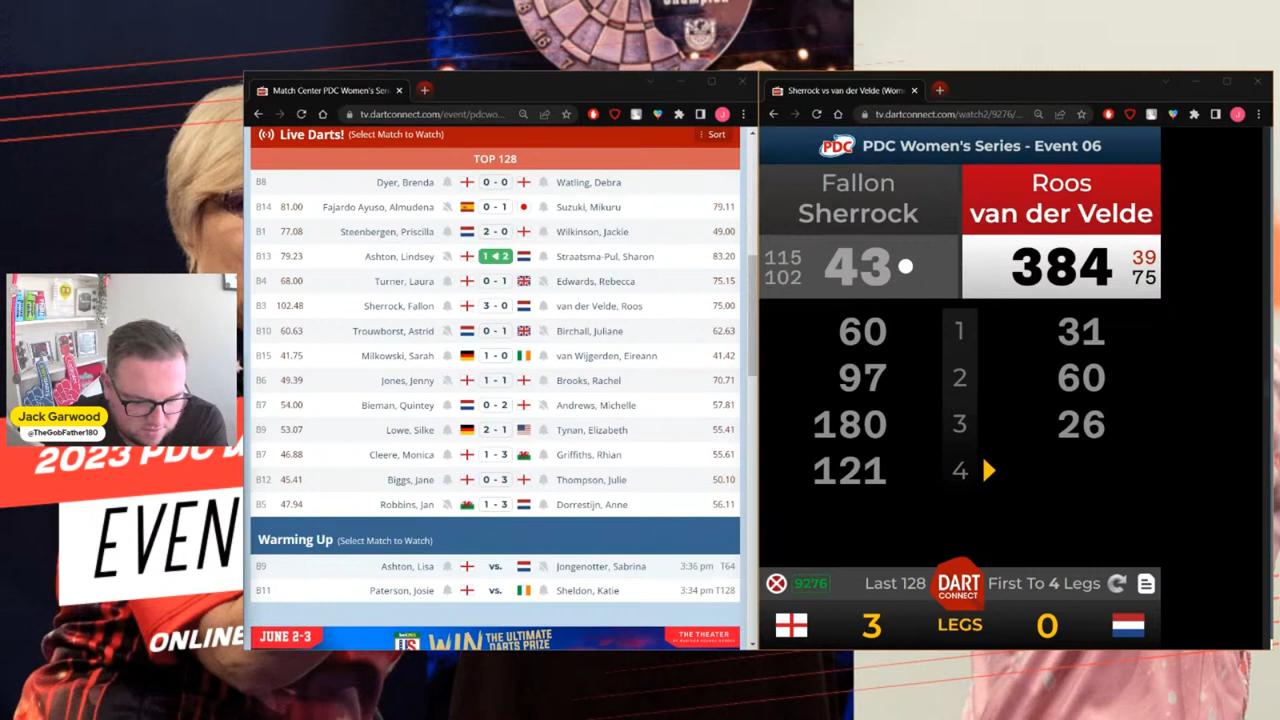 Champion
Match Center PDC Women's Seri
tv.dartconnect.com/event/pdcwo...
Live Darts! (Select Match to Watch)
Sort
TOP 128
B8 Dyer, Brenda 0 - 0 Watling, Debra
B14 81.00 Fajardo Ayuso, Almudena 0 - 1 Suzuki, Mikuru 79.11
B1 77.08 Steenbergen, Priscilla 2 - 0 Wilkinson, Jackie 49.00
B13 79.23 Ashton, Lindsey 1 ◀ 2 Straatsma-Pul, Sharon 83.20
B4 68.00 Turner, Laura 0 - 1 Edwards, Rebecca 75.15
B3 102.48 Sherrock, Fallon 3 - 0 van der Velde, Roos 75.00
B10 60.63 Trouwborst, Astrid 0 - 1 Birchall, Juliane 62.63
B15 41.75 Milkowski, Sarah 1 - 0 van Wijgerden, Eireann 41.42
B6 49.39 Jones, Jenny 1 - 1 Brooks, Rachel 70.71
B7 54.00 Bieman, Quintey 0 - 2 Andrews, Michelle 57.81
B9 53.07 Lowe, Silke 2 - 1 Tynan, Elizabeth 55.41
B7 46.88 Cleere, Monica 1 - 3 Griffiths, Rhian 55.61
B12 45.41 Biggs, Jane 0 - 3 Thompson, Julie 50.10
B5 47.94 Robbins, Jan 1 - 3 Dorrestijn, Anne 56.11
Warming Up (Select Match to Watch)
B9 Ashton, Lisa vs. Jongenotter, Sabrina 3:36 pm T64
B11 Paterson, Josie vs. Sheldon, Katie 3:34 pm T128
JUNE 2-3
WIN THE ULTIMATE
DARTS PRIZE
THE THEATER
Sherrock vs van der Velde (Wom
tv.dartconnect.com/watch2/9276/...
PDC
PDC Women's Series - Event 06
Fallon
Sherrock
Roos
van der Velde
115
102
43
384
39
75
60 1 31
97 2 60
180 3 26
121 4
9276
Last 128
DART
CONNECT
First To 4 Legs
3 LEGS 0
Jack Garwood
@TheGobFather180
2023 PDC W
EVEN
ONLINE